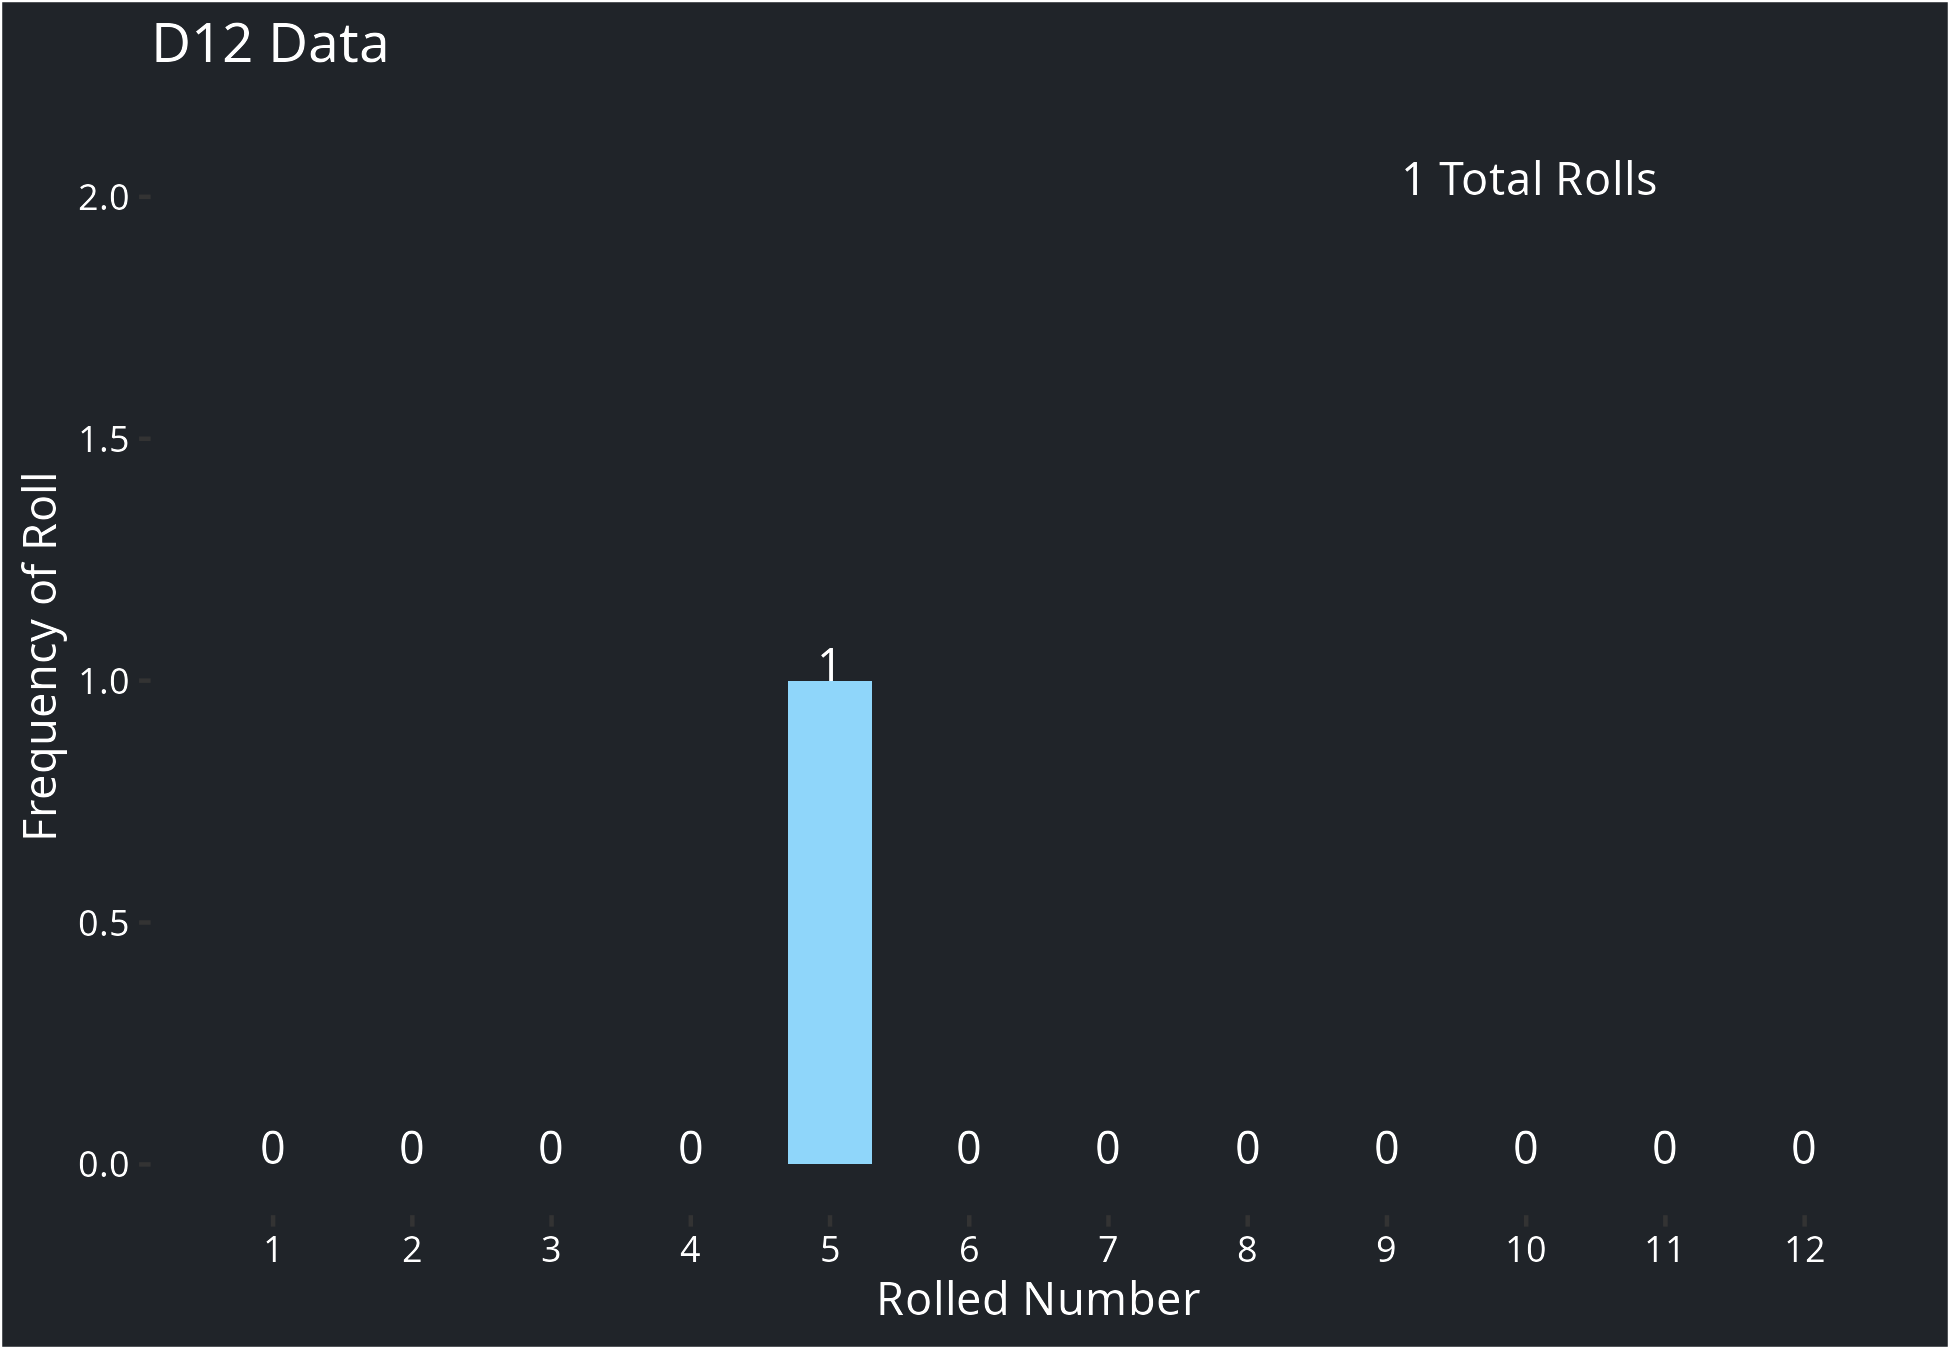 D12 Data
1 Total Rolls
2.0
1.5
1.0
0.5
0.0
Frequency of Roll
0 0 0 0 1 0 0 0 0 0 0 0
1 2 3 4 5 6 7 8 9 10 11 12
Rolled Number